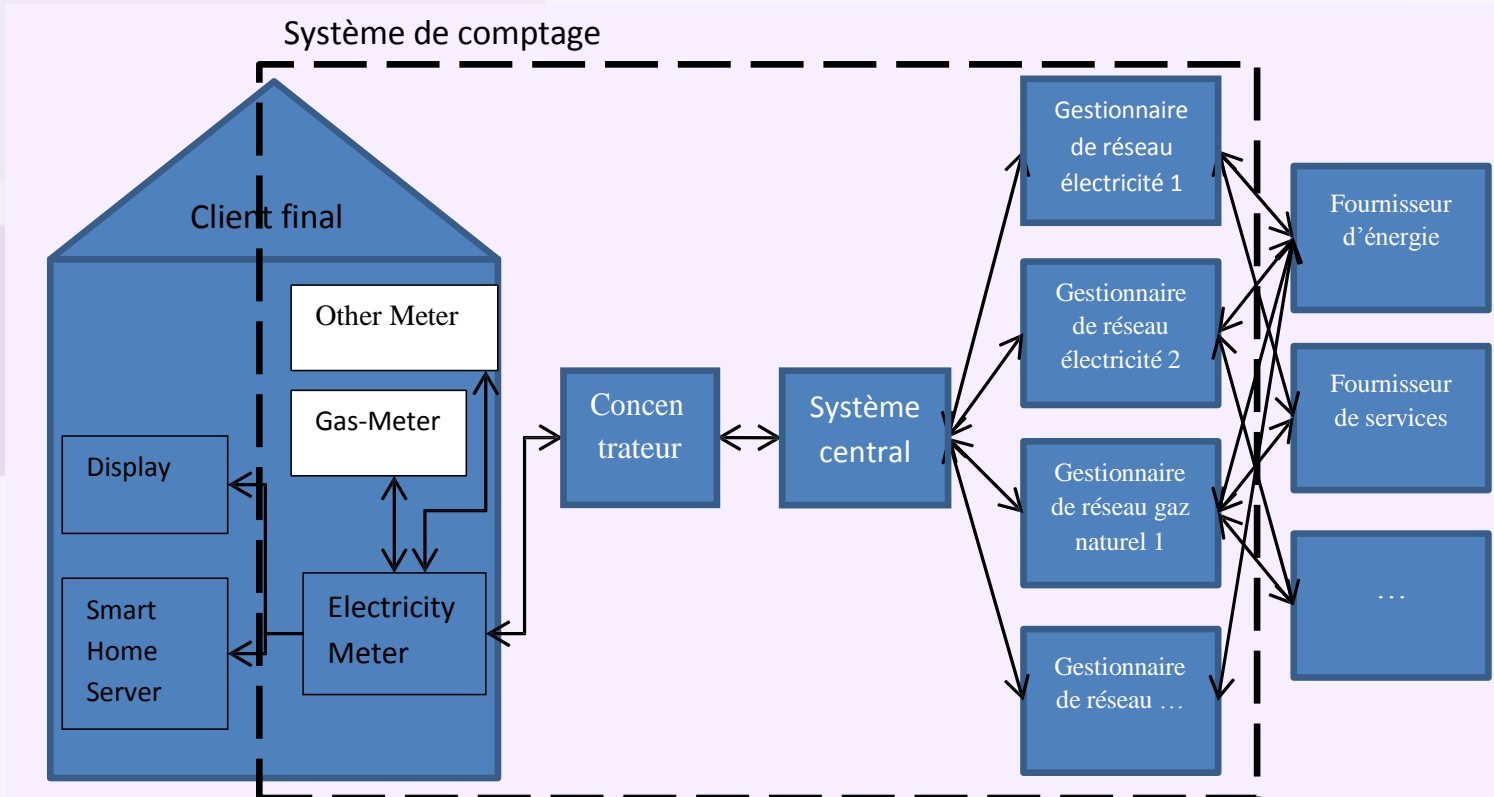 Système de comptage
Client final
Other Meter
Gas-Meter
Display
Smart
Home
Server
Electricity
Meter
Concen
trateur
Système
central
Gestionnaire
de réseau
électricité 1
Gestionnaire
de réseau
électricité 2
Gestionnaire
de réseau gaz
naturel 1
Gestionnaire
de réseau …
Fournisseur
d’énergie
Fournisseur
de services
…